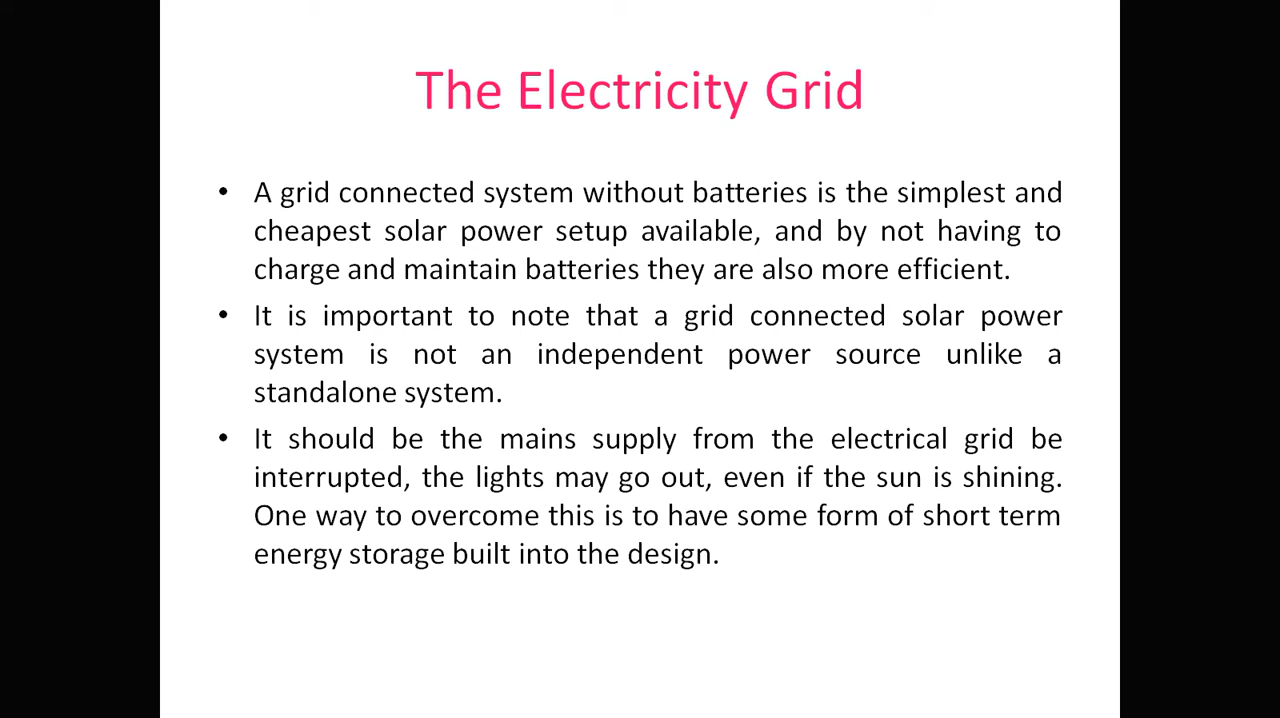 The Electricity Grid
• A grid connected system without batteries is the simplest and
cheapest solar power setup available, and by not having to
charge and maintain batteries they are also more efficient.
• It is important to note that a grid connected solar power
system is not an independent power source unlike a
standalone system.
• It should be the mains supply from the electrical grid be
interrupted, the lights may go out, even if the sun is shining.
One way to overcome this is to have some form of short term
energy storage built into the design.